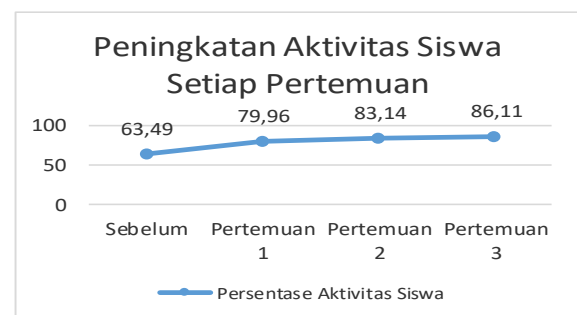 Peningkatan Aktivitas Siswa
Setiap Pertemuan
63,49
79,96
83,14
86,11
100
50
0
Sebelum
Pertemuan
1
Pertemuan
2
Pertemuan
3
Persentase Aktivitas Siswa